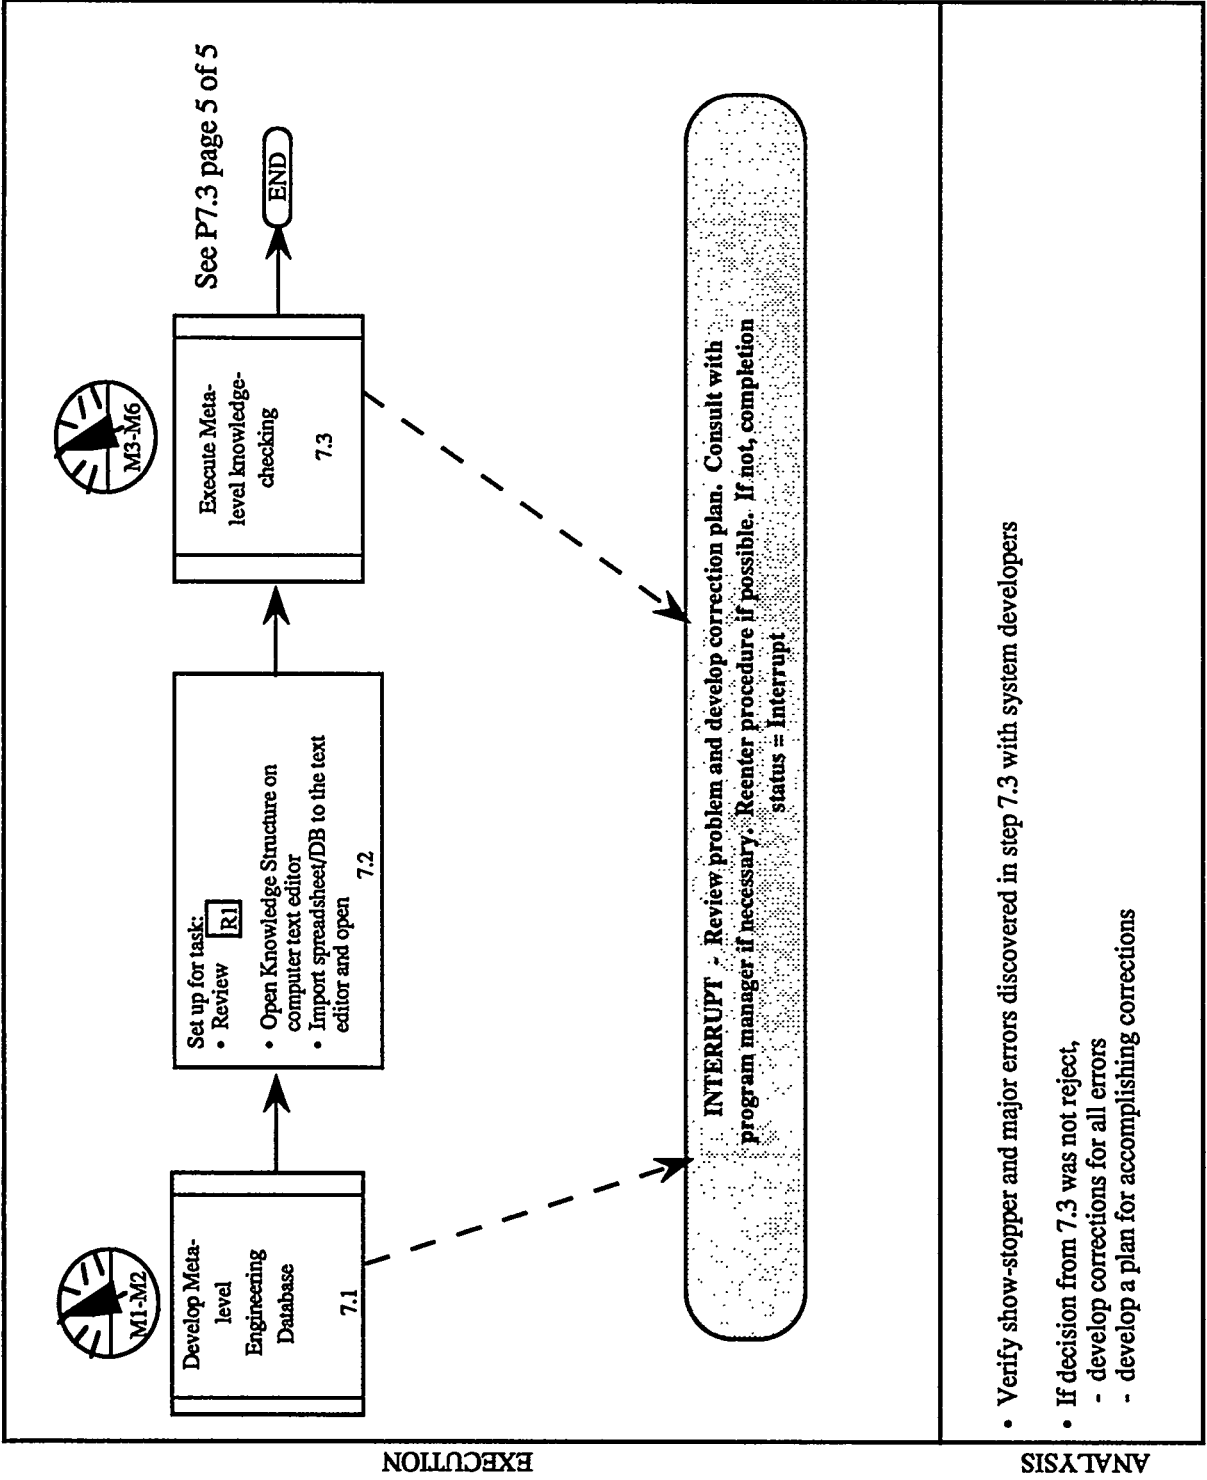 EXECUTION
M1-M2
Develop Meta-
level
Engineering
Database
7.1
Set up for task:
• Review R1
• Open Knowledge Structure on
computer text editor
• Import spreadsheet/DB to the text
editor and open
7.2
M3-M6
Execute Meta-
level knowledge-
checking
7.3
See P7.3 page 5 of 5
END
INTERRUPT - Review problem and develop correction plan. Consult with
program manager if necessary. Reenter procedure if possible. If not, completion
status = Interrupt
ANALYSIS
• Verify show-stopper and major errors discovered in step 7.3 with system developers
• If decision from 7.3 was not reject,
- develop corrections for all errors
- develop a plan for accomplishing corrections